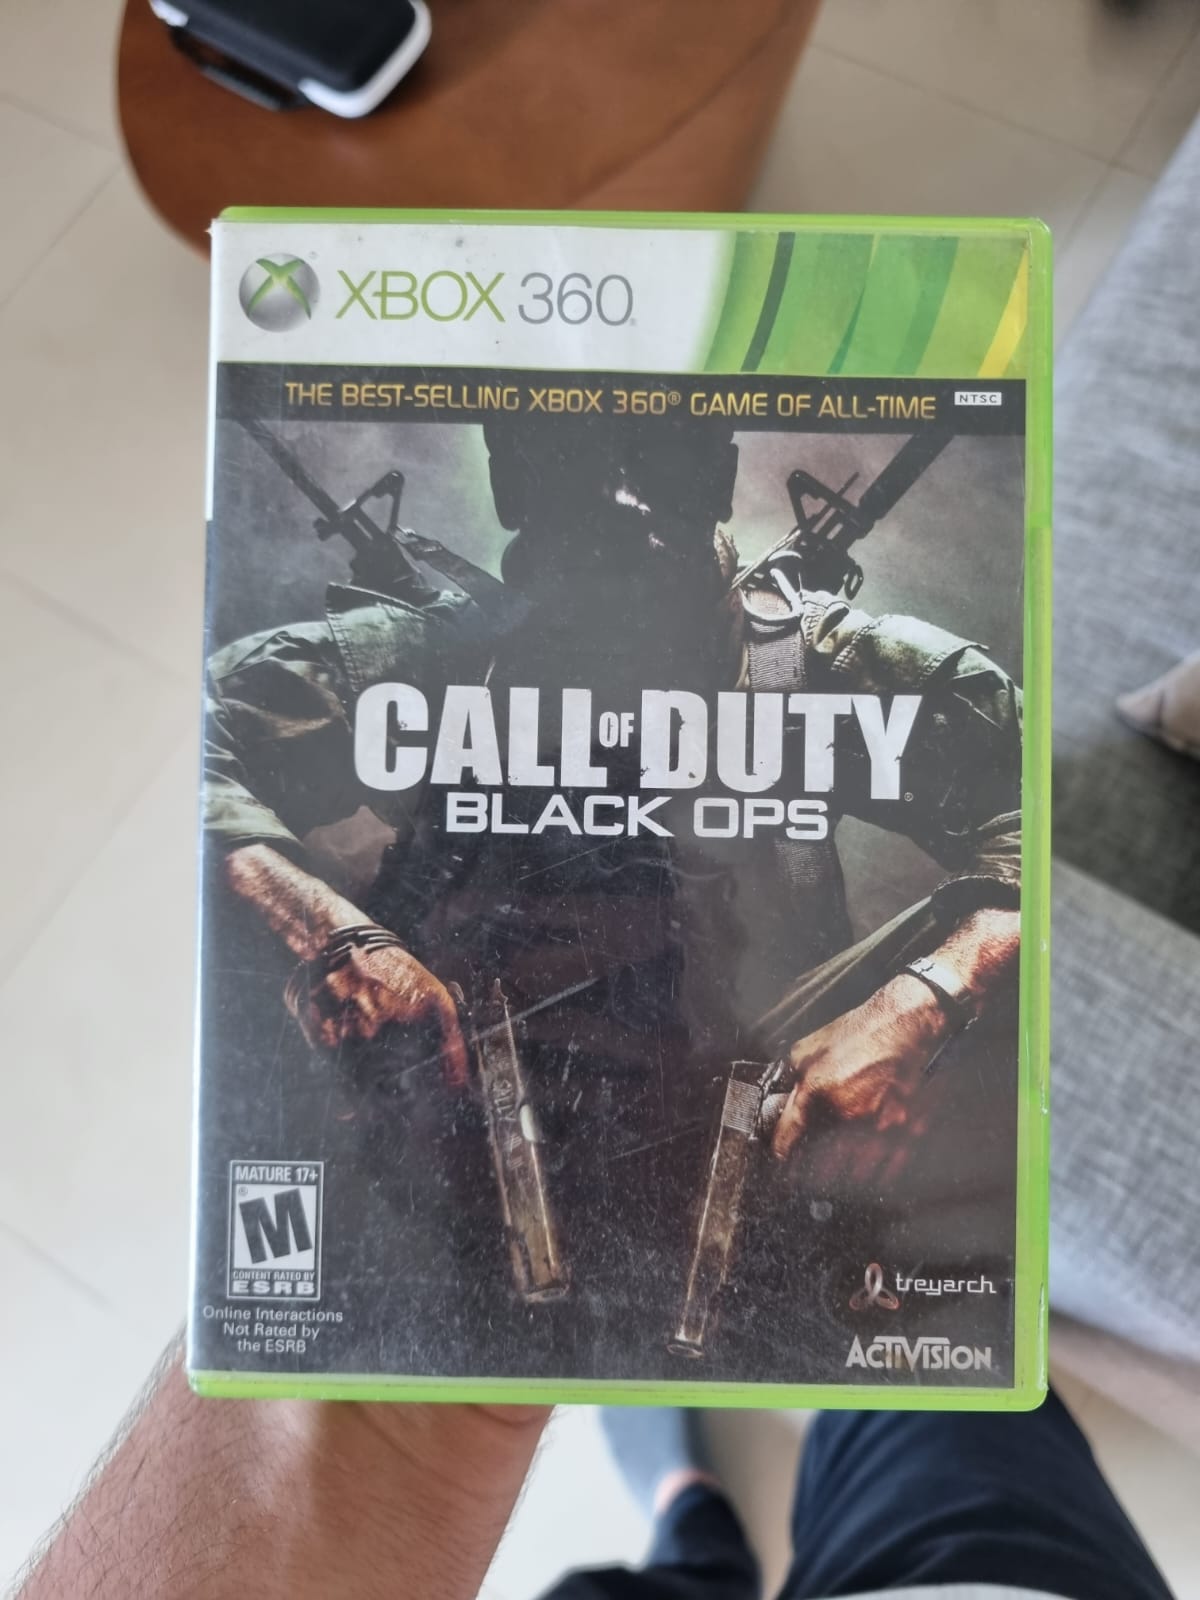 XBOX 360
THE BEST-SELLING XBOX 360® GAME OF ALL-TIME
NTSC
CALL OF DUTY®
BLACK OPS
MATURE 17+
M®
CONTENT RATED BY
ESRB
Online Interactions
Not Rated by
the ESRB
treyarch
ACTIVISION